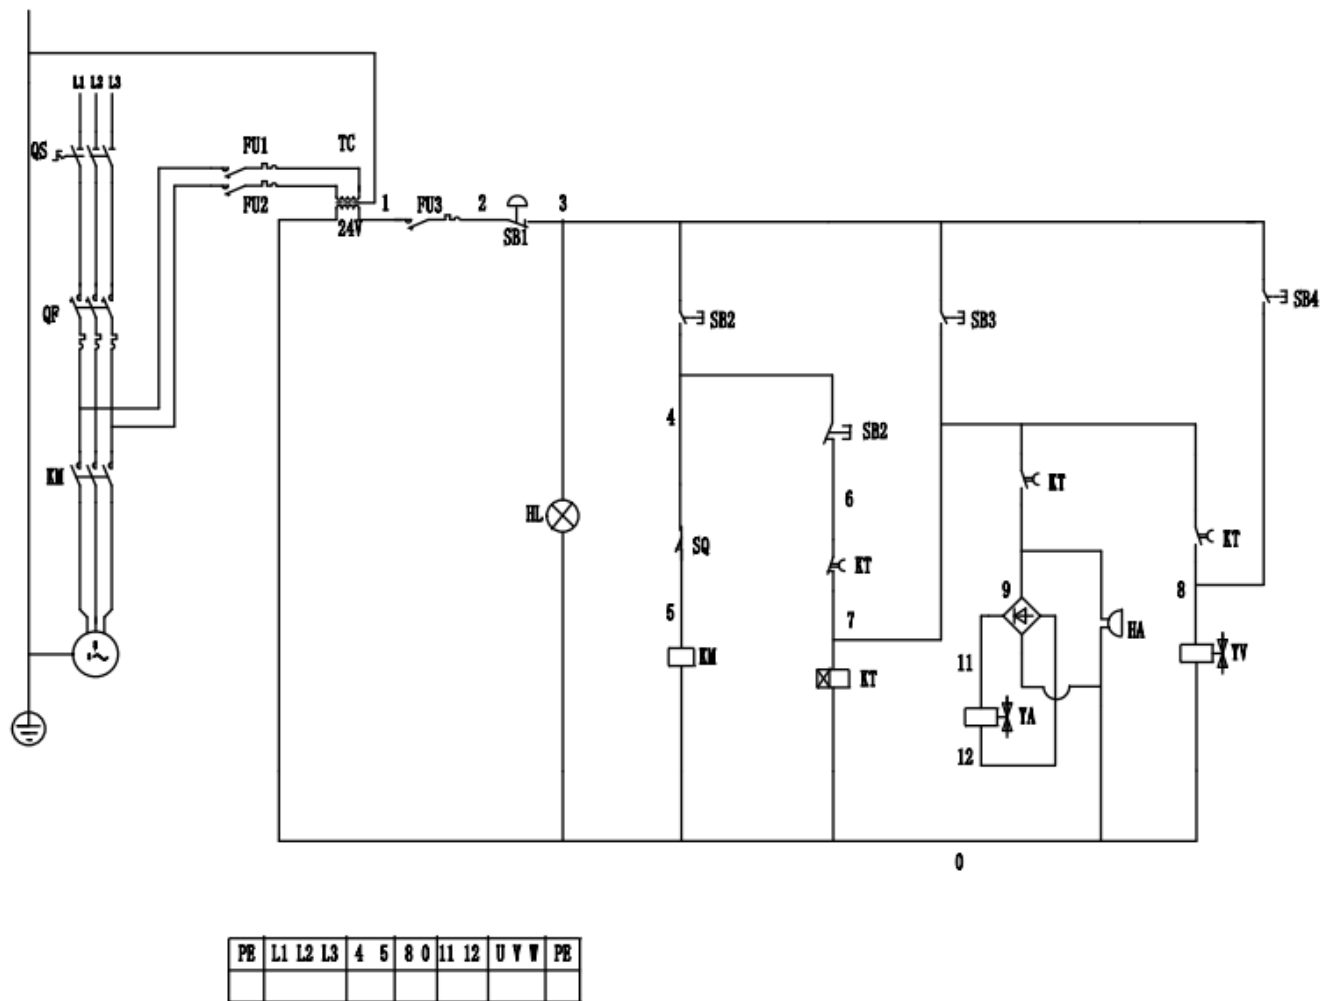 L1 L2 L3
QS
FU1
TC
FU2
1
FU3
2
3
24V
SB1
SB4
QF
SB2
SB3
4
SB2
KM
KT
6
HL
SQ
KT
KT
9
8
5
7
HA
KM
YV
11
KT
YA
12
0
PE L1 L2 L3 4 5 8 0 11 12 U V W PE